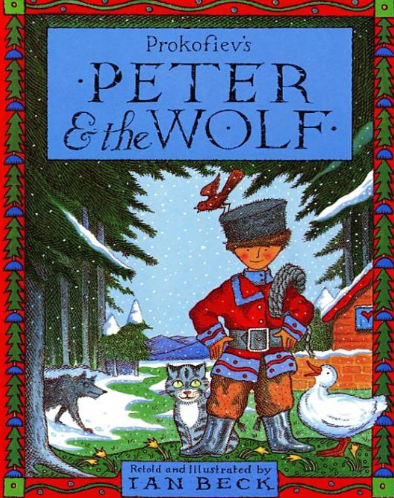 Prokofiev's
·PETER
& the WOLF·
Retold and Illustrated by
IAN BECK